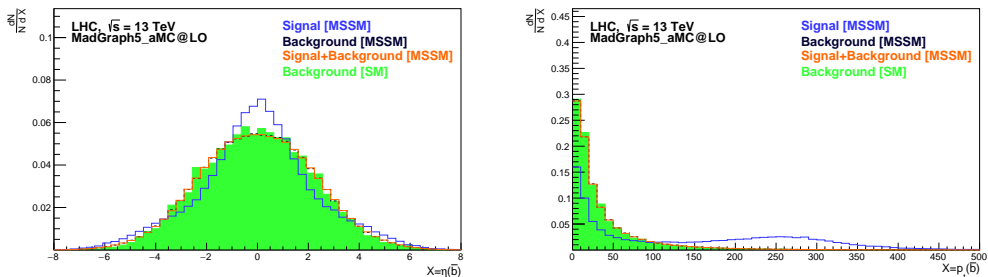 dN
N d X
LHC, √s = 13 TeV
MadGraph5_aMC@LO
Signal [MSSM]
Background [MSSM]
Signal+Background [MSSM]
Background [SM]
0.1
0.08
0.06
0.04
0.02
−8 −6 −4 −2 0 2 4 6 8
X=η(b̄)
dN
N d X
LHC, √s = 13 TeV
MadGraph5_aMC@LO
Signal [MSSM]
Background [MSSM]
Signal+Background [MSSM]
Background [SM]
0.45
0.4
0.35
0.3
0.25
0.2
0.15
0.1
0.05
0 50 100 150 200 250 300 350 400 450 500
X=p (b̄)